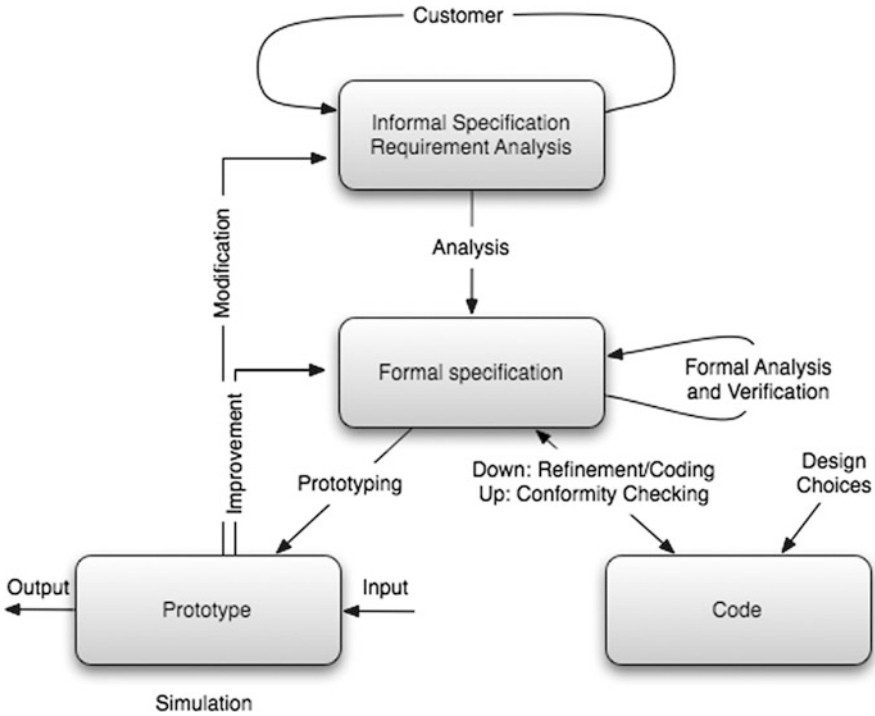 Customer
Informal Specification
Requirement Analysis
Modification
Analysis
Formal specification
Formal Analysis
and Verification
Improvement
Prototyping
Down: Refinement/Coding
Up: Conformity Checking
Design
Choices
Output
Prototype
Input
Code
Simulation